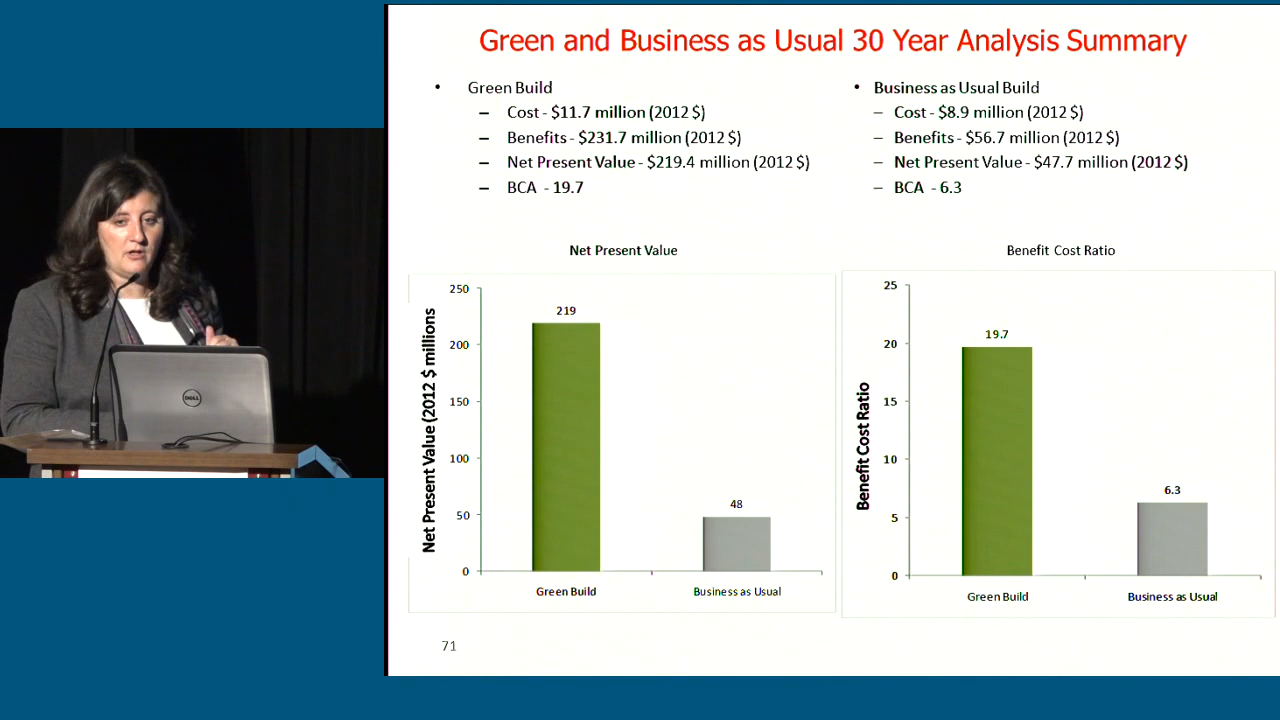 Green and Business as Usual 30 Year Analysis Summary
• Green Build
– Cost - $11.7 million (2012 $)
– Benefits - $231.7 million (2012 $)
– Net Present Value - $219.4 million (2012 $)
– BCA - 19.7
• Business as Usual Build
– Cost - $8.9 million (2012 $)
– Benefits - $56.7 million (2012 $)
– Net Present Value - $47.7 million (2012 $)
– BCA - 6.3
Net Present Value
Net Present Value (2012 $ millions
250
200
150
100
50
0
219
48
Green Build
Business as Usual
Benefit Cost Ratio
Benefit Cost Ratio
25
20
15
10
5
0
19.7
6.3
Green Build
Business as Usual
71
DELL